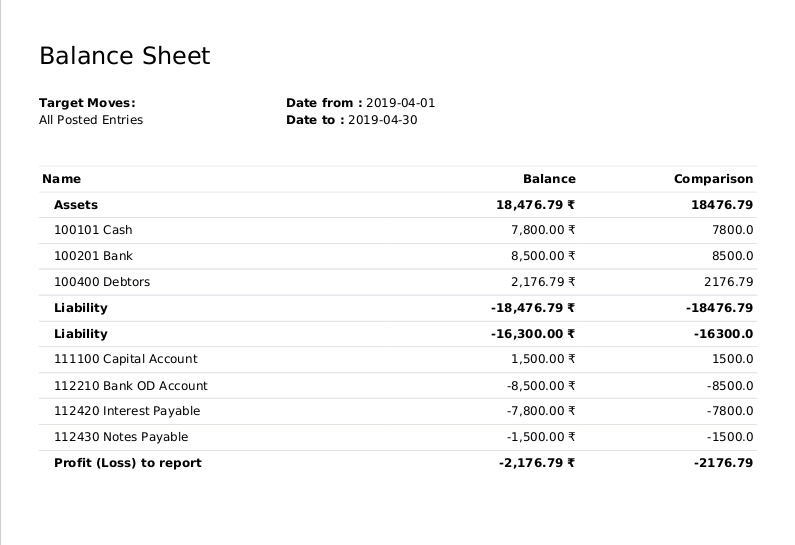 Balance Sheet
Target Moves: Date from : 2019-04-01
All Posted Entries Date to : 2019-04-30
Name Balance Comparison
Assets 18,476.79 ₹ 18476.79
100101 Cash 7,800.00 ₹ 7800.0
100201 Bank 8,500.00 ₹ 8500.0
100400 Debtors 2,176.79 ₹ 2176.79
Liability -18,476.79 ₹ -18476.79
Liability -16,300.00 ₹ -16300.0
111100 Capital Account 1,500.00 ₹ 1500.0
112210 Bank OD Account -8,500.00 ₹ -8500.0
112420 Interest Payable -7,800.00 ₹ -7800.0
112430 Notes Payable -1,500.00 ₹ -1500.0
Profit (Loss) to report -2,176.79 ₹ -2176.79